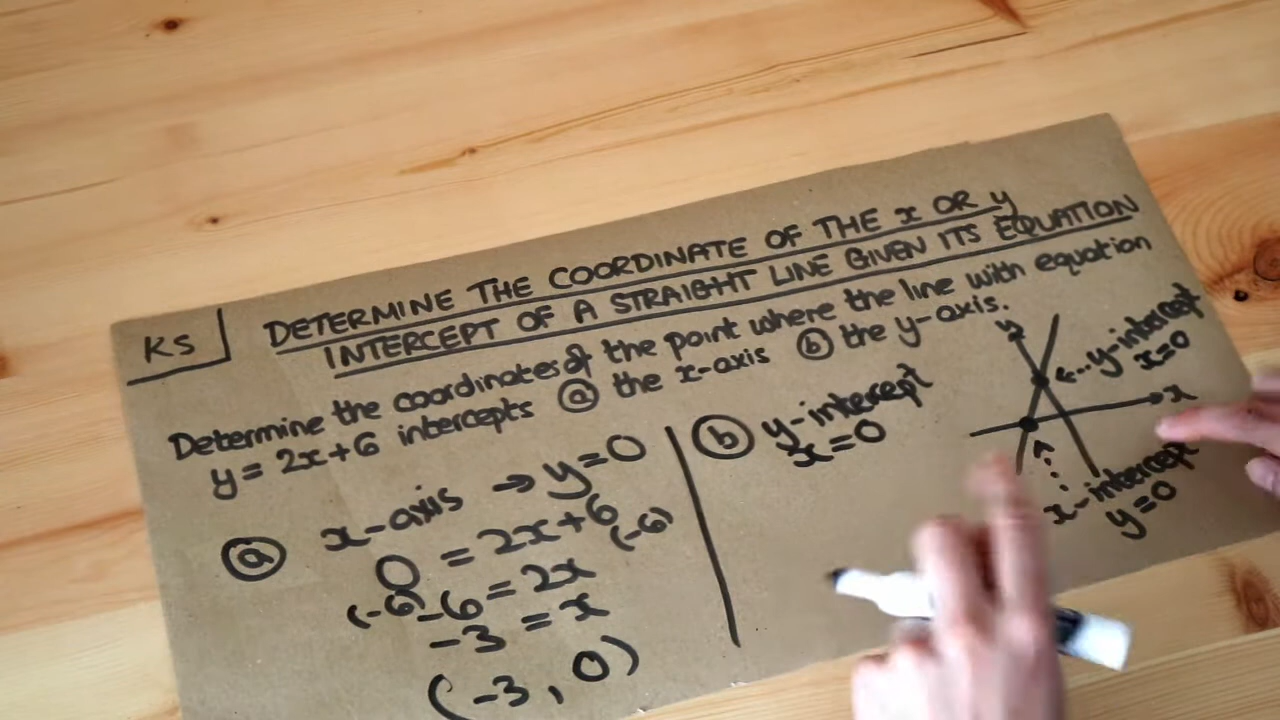 KS
DETERMINE THE COORDINATE OF THE x OR y
INTERCEPT OF A STRAIGHT LINE GIVEN ITS EQUATION
Determine the coordinates of the point where the line with equation
y = 2x+6 intercepts (a) the x-axis (b) the y-axis.
(a) x-axis → y=0
0 = 2x+6
(-6) (-6)
-6 = 2x
-3 = x
(-3, 0)
(b) y-intercept
x=0
y
←... y-intercept
x=0
x
x-intercept
y=0